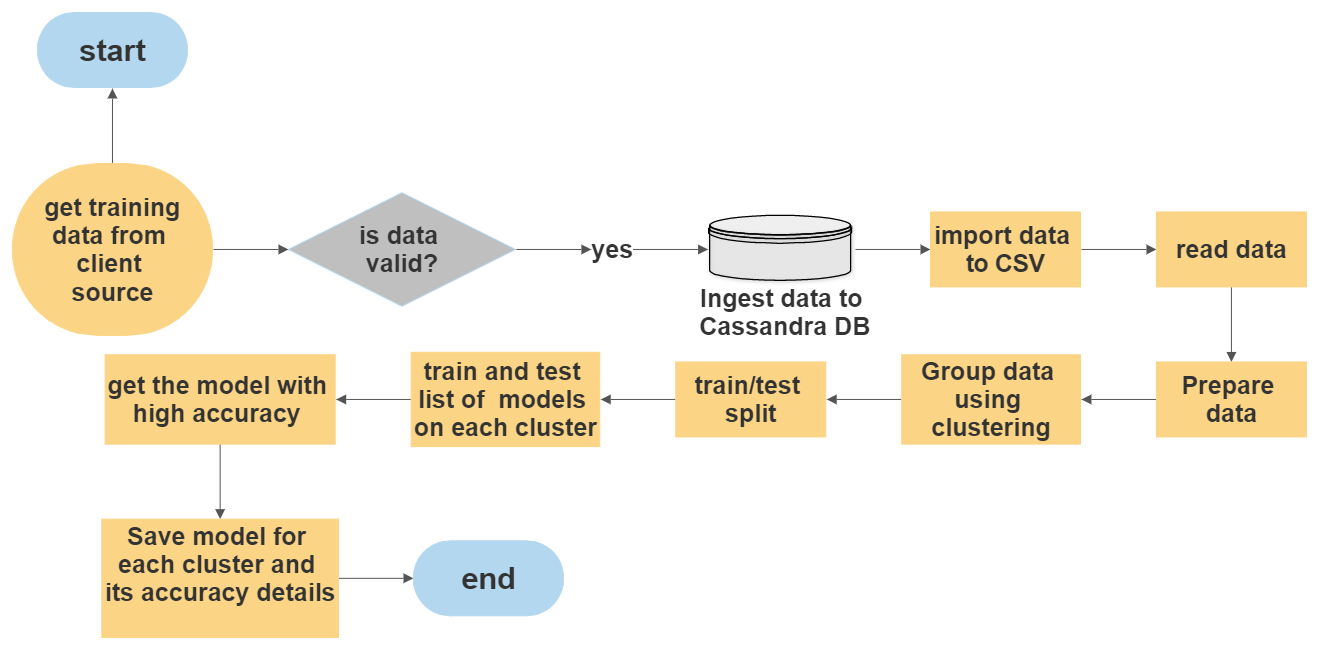 start
get training
data from
client
source
is data
valid?
yes
Ingest data to
Cassandra DB
import data
to CSV
read data
Prepare
data
Group data
using
clustering
train/test
split
train and test
list of  models
on each cluster
get the model with
high accuracy
Save model for
each cluster and
its accuracy details
end